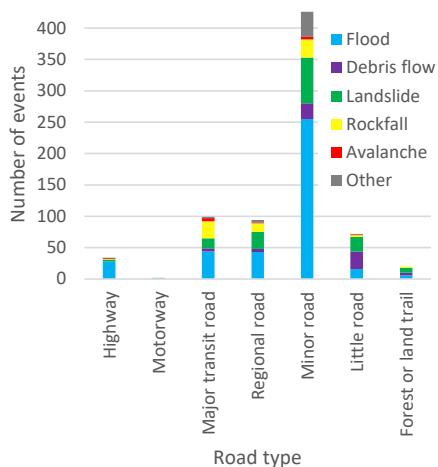 Number of events
400
350
300
250
200
150
100
50
0
Flood
Debris flow
Landslide
Rockfall
Avalanche
Other
Highway
Motorway
Major transit road
Regional road
Minor road
Little road
Forest or land trail
Road type